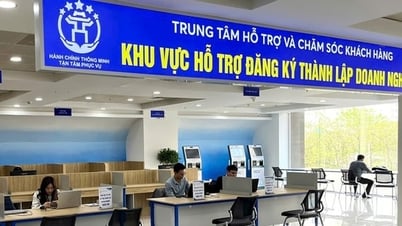 TRUNG TÂM HỖ TRỢ VÀ CHĂM SÓC KHÁCH HÀNG
KHU VỰC HỖ TRỢ ĐĂNG KÝ THÀNH LẬP DOANH NGH
HÀNH CHÍNH THÔNG MINH
TẬN TÂM PHỤC VỤ